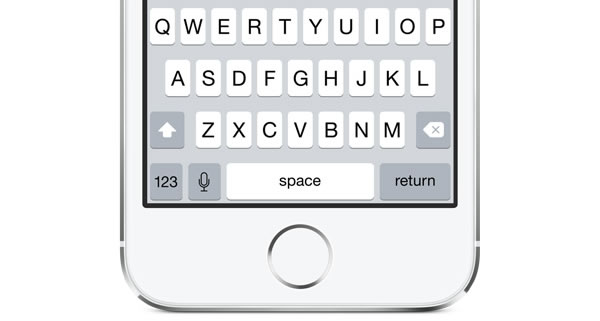 Q W E R T Y U I O P
A S D F G H J K L
Z X C V B N M
123 space return